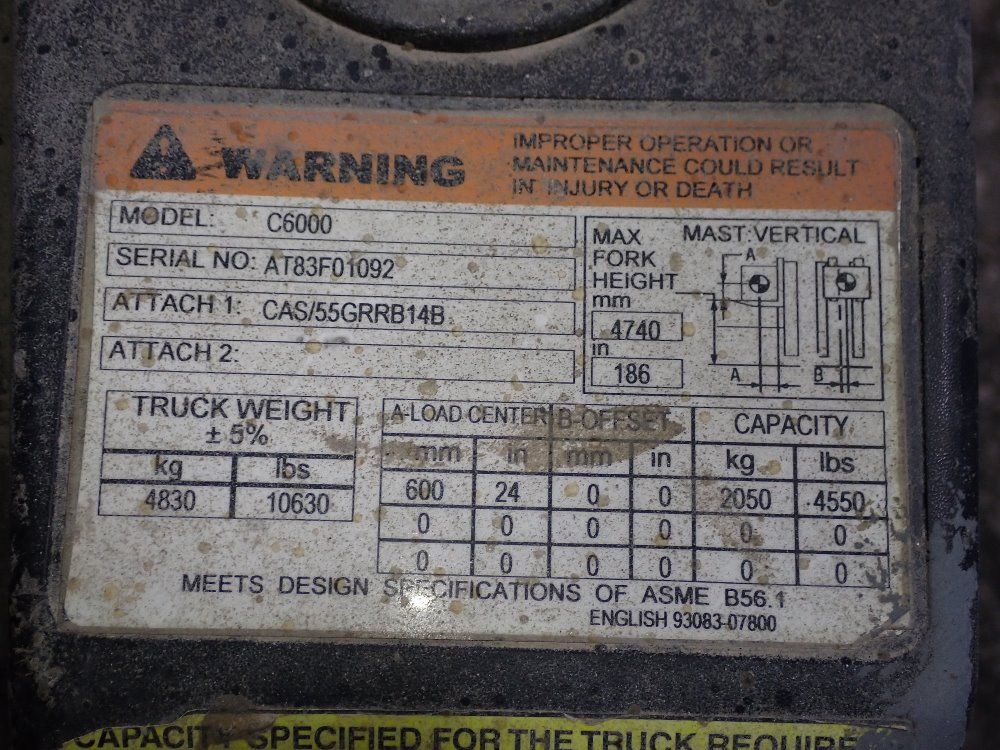 WARNING
IMPROPER OPERATION OR
MAINTENANCE COULD RESULT
IN INJURY OR DEATH
MODEL: C6000
SERIAL NO: AT83F01092
ATTACH 1: CAS/55GRRB14B
ATTACH 2:
MAX
FORK
HEIGHT
mm
4740
in
186
MAST VERTICAL
A
A
B
TRUCK WEIGHT
± 5%
kg lbs
4830 10630
A-LOAD CENTER B-OFFSET CAPACITY
mm in mm in kg lbs
600 24 0 0 2050 4550
0 0 0 0 0 0
0 0 0 0 0 0
MEETS DESIGN SPECIFICATIONS OF ASME B56.1
ENGLISH 93083-07800
CAPACITY SPECIFIED FOR THE TRUCK REQUIRE